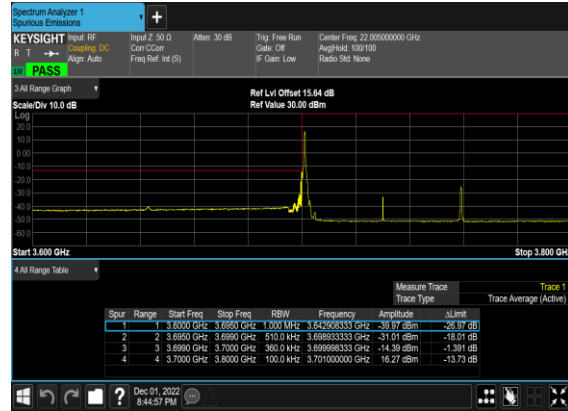 Spectrum Analyzer 1
Spurious Emissions
KEYSIGHT
R T
LXI PASS
Input: RF
Coupling: DC
Align: Auto
Input Z: 50 Ω
Corr CCorr
Freq Ref: Int (S)
Atten: 30 dB
Trig: Free Run
Gate: Off
IF Gain: Low
Center Freq: 22.005000000 GHz
Avg|Hold: 100/100
Radio Std: None
3 All Range Graph
Scale/Div 10.0 dB
Ref Lvl Offset 15.64 dB
Ref Value 30.00 dBm
Log
20.0
10.0
0.00
-10.0
-20.0
-30.0
-40.0
-50.0
-60.0
Start 3.600 GHz
Stop 3.800 GHz
4 All Range Table
Measure Trace Trace 1
Trace Type Trace Average (Active)
Spur Range Start Freq Stop Freq RBW Frequency Amplitude ΔLimit
1 1 3.6000 GHz 3.6950 GHz 1.000 MHz 3.642908333 GHz -39.97 dBm -26.97 dB
2 2 3.6950 GHz 3.6990 GHz 510.0 kHz 3.698933333 GHz -31.01 dBm -18.01 dB
3 3 3.6990 GHz 3.7000 GHz 360.0 kHz 3.699998333 GHz -14.39 dBm -1.391 dB
4 4 3.7000 GHz 3.8000 GHz 100.0 kHz 3.701000000 GHz 16.27 dBm -13.73 dB
?
Dec 01, 2022
8:44:57 PM